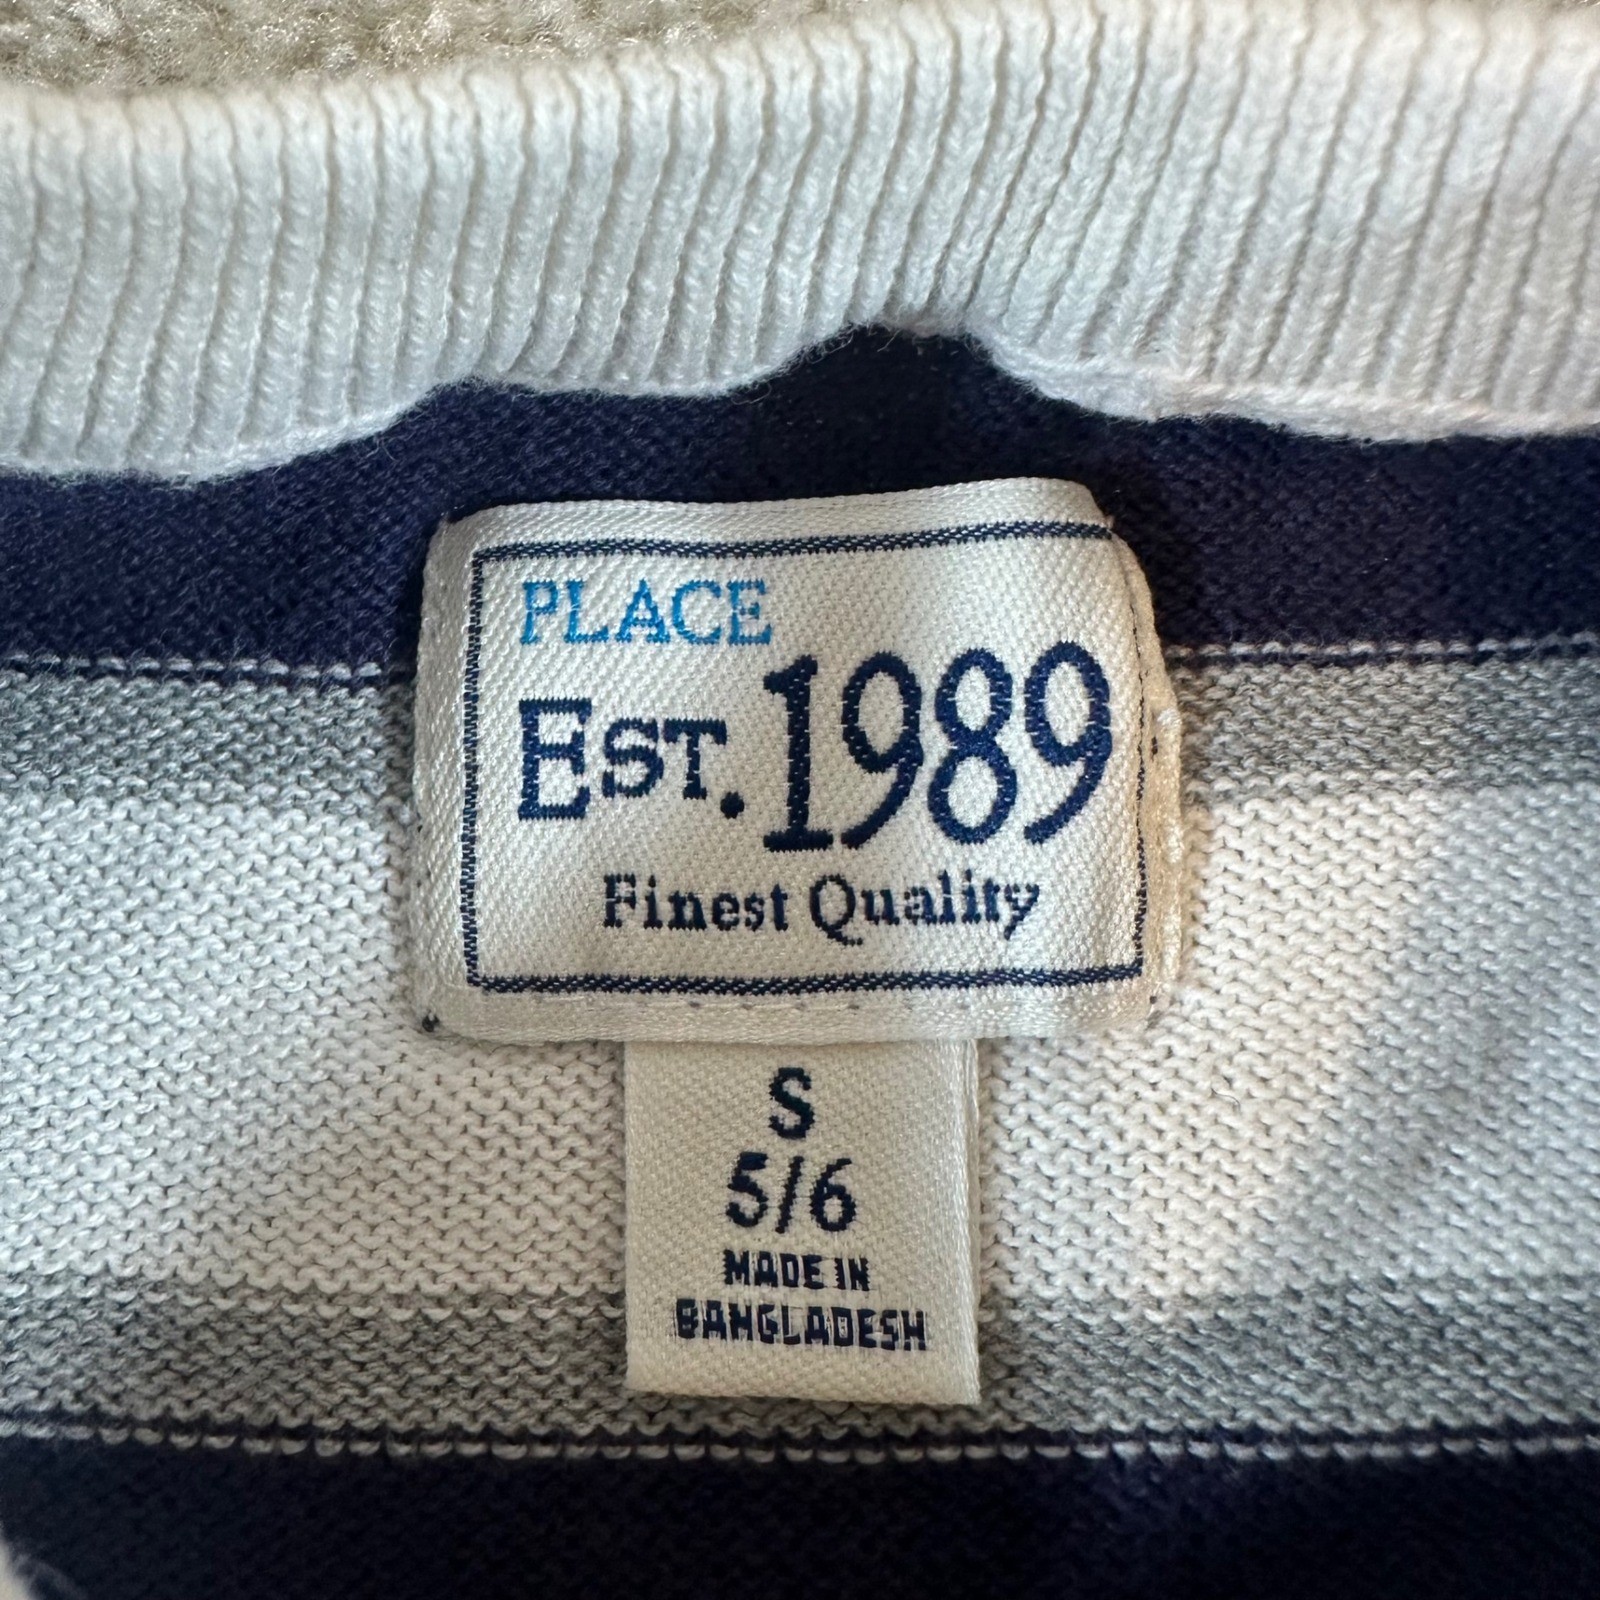 PLACE
EST. 1989
Finest Quality
S
5/6
MADE IN
BANGLADESH